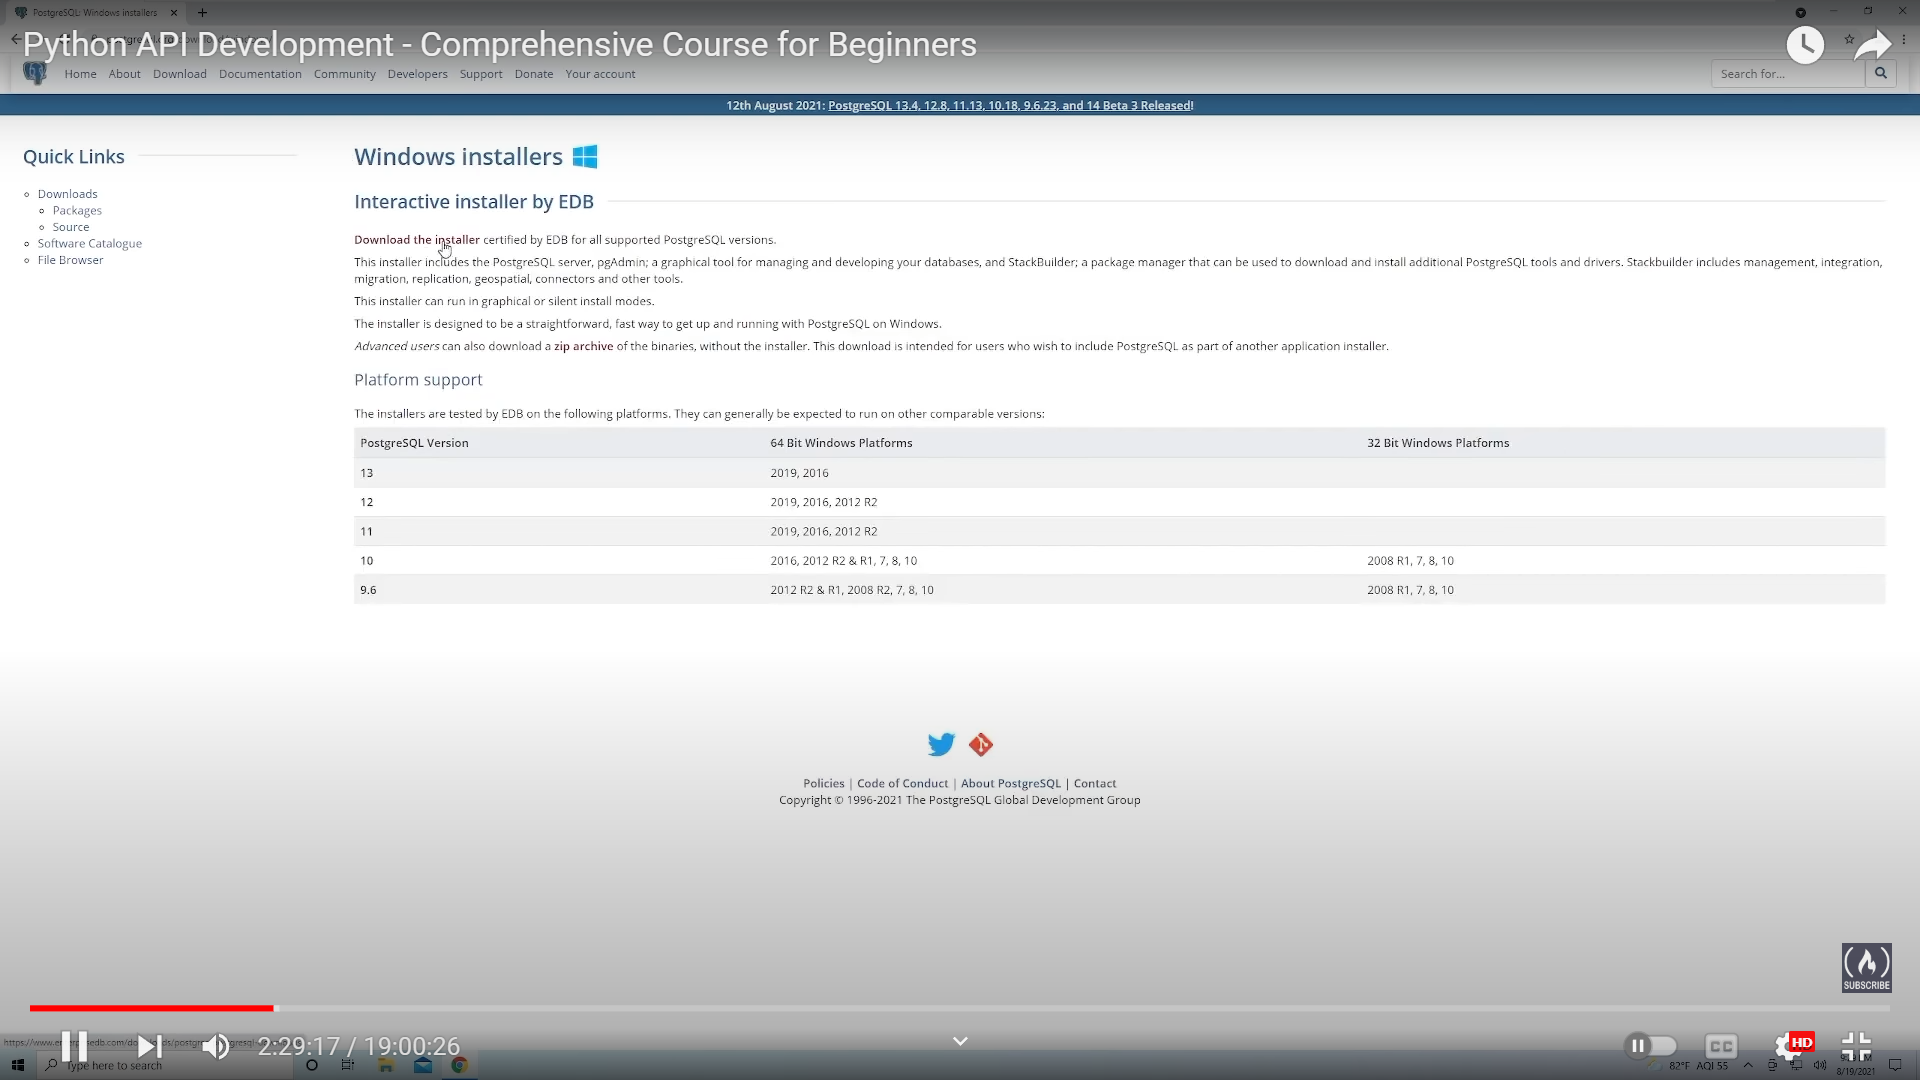 PostgreSQL: Windows installers
Python API Development - Comprehensive Course for Beginners
Home About Download Documentation Community Developers Support Donate Your account
Search for...
12th August 2021: PostgreSQL 13.4, 12.8, 11.13, 10.18, 9.6.23, and 14 Beta 3 Released!
Quick Links
Downloads
Packages
Source
Software Catalogue
File Browser
Windows installers
Interactive installer by EDB
Download the installer certified by EDB for all supported PostgreSQL versions.
This installer includes the PostgreSQL server, pgAdmin; a graphical tool for managing and developing your databases, and StackBuilder; a package manager that can be used to download and install additional PostgreSQL tools and drivers. Stackbuilder includes management, integration,
migration, replication, geospatial, connectors and other tools.
This installer can run in graphical or silent install modes.
The installer is designed to be a straightforward, fast way to get up and running with PostgreSQL on Windows.
Advanced users can also download a zip archive of the binaries, without the installer. This download is intended for users who wish to include PostgreSQL as part of another application installer.
Platform support
The installers are tested by EDB on the following platforms. They can generally be expected to run on other comparable versions:
PostgreSQL Version 64 Bit Windows Platforms 32 Bit Windows Platforms
13 2019, 2016
12 2019, 2016, 2012 R2
11 2019, 2016, 2012 R2
10 2016, 2012 R2 & R1, 7, 8, 10 2008 R1, 7, 8, 10
9.6 2012 R2 & R1, 2008 R2, 7, 8, 10 2008 R1, 7, 8, 10
Policies | Code of Conduct | About PostgreSQL | Contact
Copyright © 1996-2021 The PostgreSQL Global Development Group
SUBSCRIBE
2:29:17 / 19:00:26
CC
HD
Type here to search
82°F AQI 55
8/19/2021